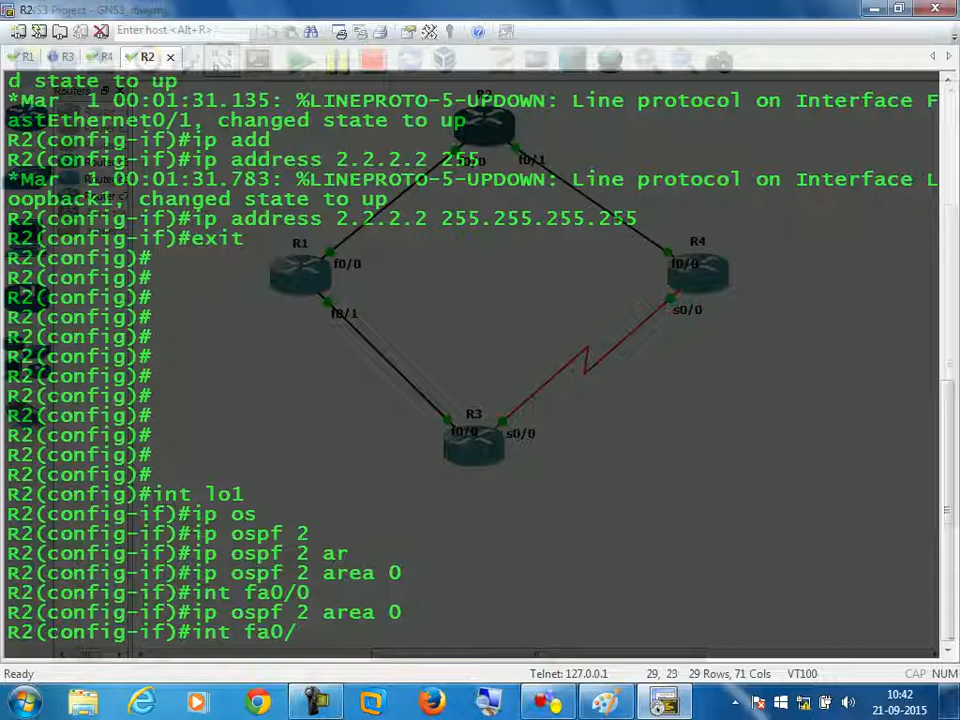 R2
GNS3 Project - GNS3
Enter host <Alt+R>
R1
R3
R4
R2
d state to up
*Mar  1 00:01:31.135: %LINEPROTO-5-UPDOWN: Line protocol on Interface F
astEthernet0/1, changed state to up
R2(config-if)#ip add
R2(config-if)#ip address 2.2.2.2 255
*Mar  1 00:01:31.783: %LINEPROTO-5-UPDOWN: Line protocol on Interface L
oopback1, changed state to up
R2(config-if)#ip address 2.2.2.2 255.255.255.255
R2(config-if)#exit
R2(config)#
R2(config)#
R2(config)#
R2(config)#
R2(config)#
R2(config)#
R2(config)#
R2(config)#
R2(config)#
R2(config)#
R2(config)#
R2(config)#
R2(config)#int lo1
R2(config-if)#ip os
R2(config-if)#ip ospf 2
R2(config-if)#ip ospf 2 ar
R2(config-if)#ip ospf 2 area 0
R2(config-if)#int fa0/0
R2(config-if)#ip ospf 2 area 0
R2(config-if)#int fa0/
Routers
R2
f0/1
R1
f0/0
f0/1
R4
f0/0
s0/0
R3
f0/0
s0/0
Ready
Telnet: 127.0.0.1
29, 23
29 Rows, 71 Cols
VT100
CAP
NUM
10:42
21-09-2015